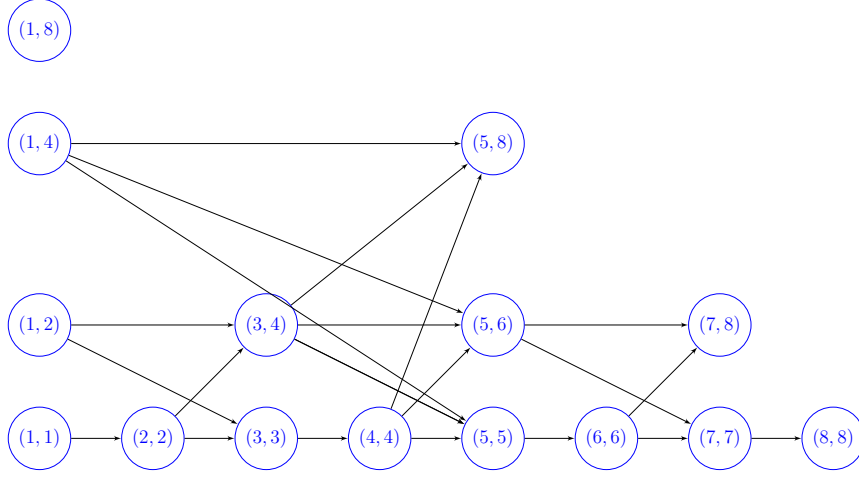 (1, 8)
(1, 4) (5, 8)
(1, 2) (3, 4) (5, 6) (7, 8)
(1, 1) (2, 2) (3, 3) (4, 4) (5, 5) (6, 6) (7, 7) (8, 8)